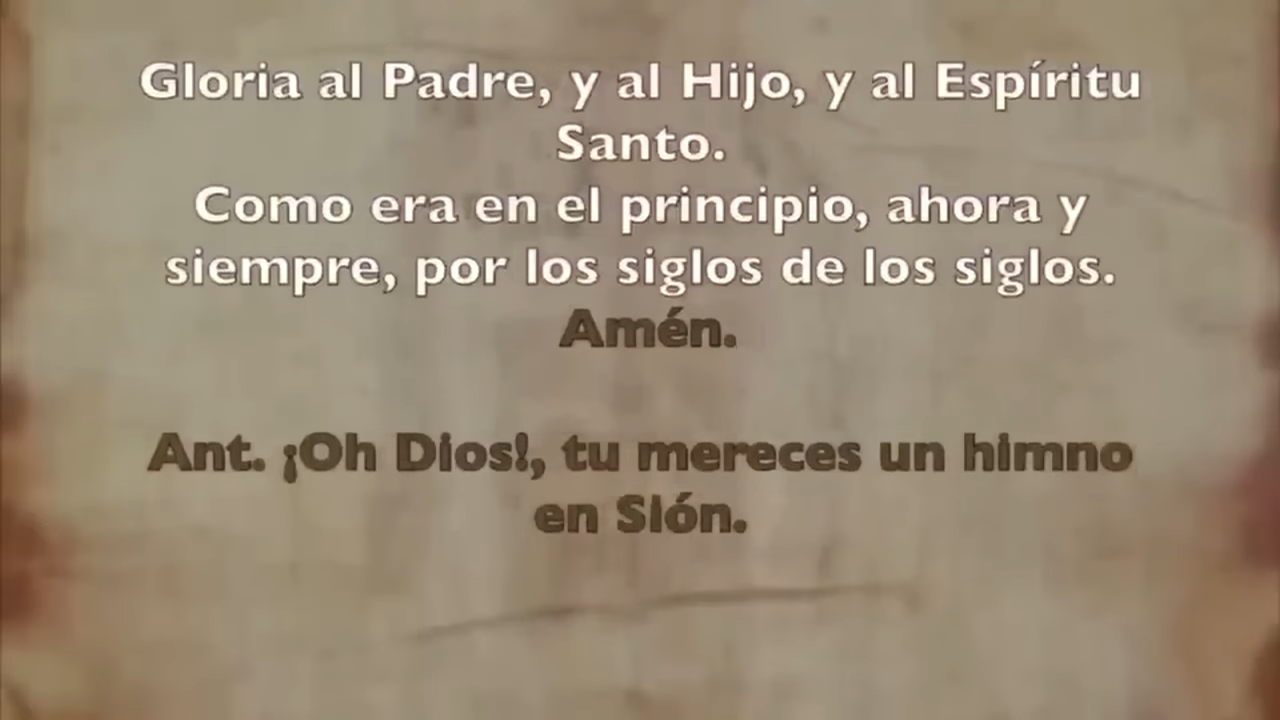 Gloria al Padre, y al Hijo, y al Espíritu
Santo.
Como era en el principio, ahora y
siempre, por los siglos de los siglos.
Amén.
Ant. ¡Oh Dios!, tu mereces un himno
en Sión.